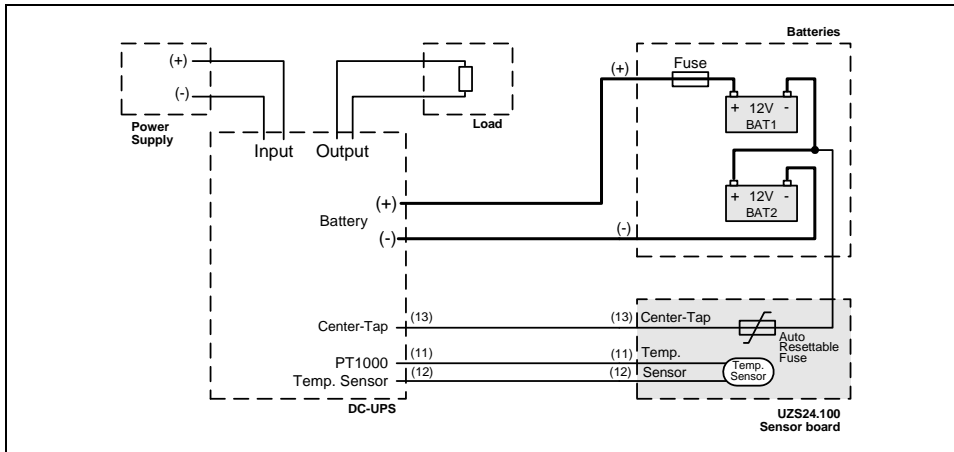 Batteries
(+)
(-)
Power
Supply
Load
Input
Output
(+)
Fuse
+ 12V -
BAT1
+ 12V -
BAT2
Battery
(+)
(-)
(-)
Center-Tap
(13)
(13)
Center-Tap
Auto
Resettable
Fuse
PT1000
(11)
(11)
Temp.
Temp. Sensor
(12)
(12)
Sensor
Temp.
Sensor
DC-UPS
UZS24.100
Sensor board